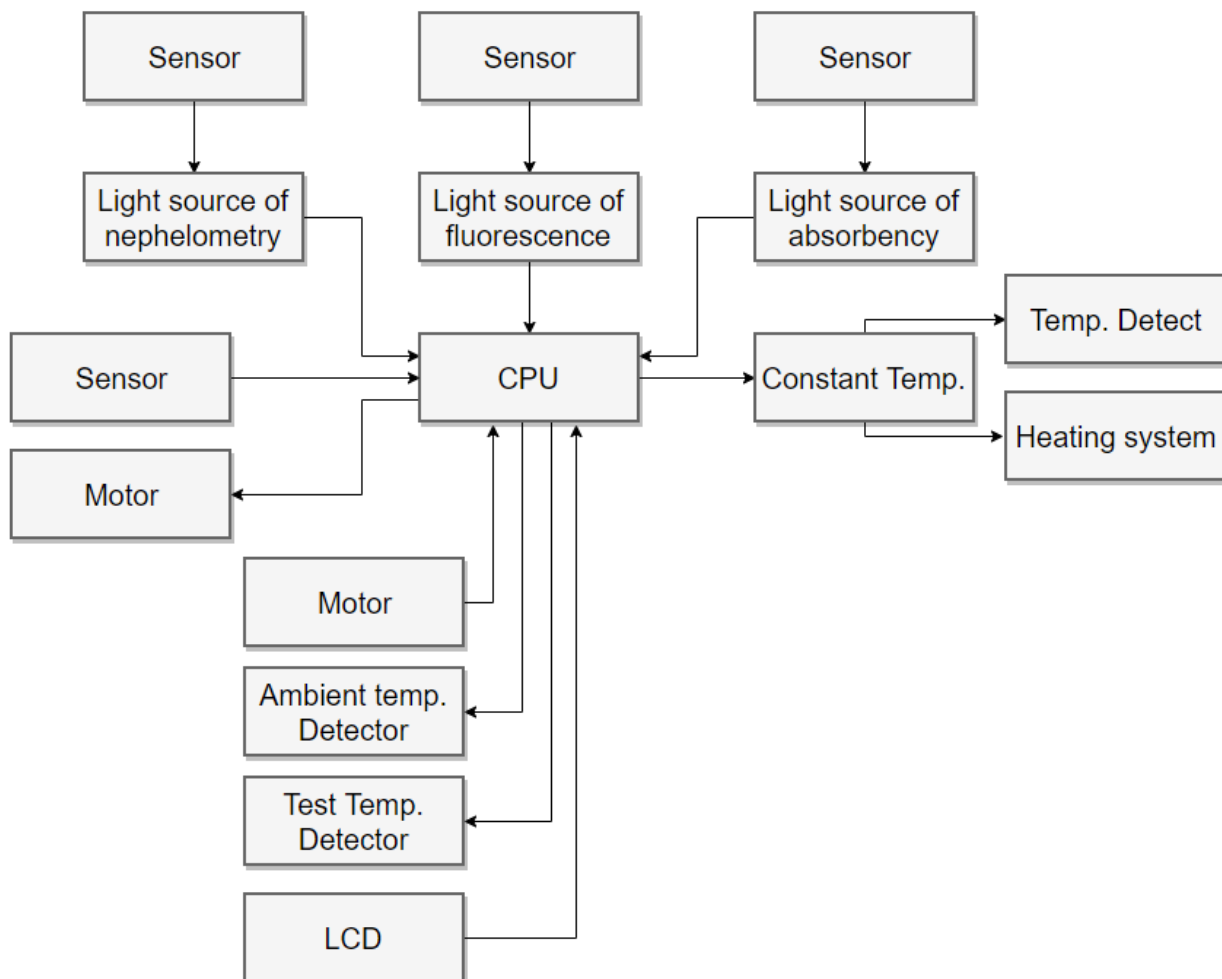 Sensor
Sensor
Sensor
Light source of
nephelometry
Light source of
fluorescence
Light source of
absorbency
Temp. Detect
Sensor
CPU
Constant Temp.
Heating system
Motor
Motor
Ambient temp.
Detector
Test Temp.
Detector
LCD